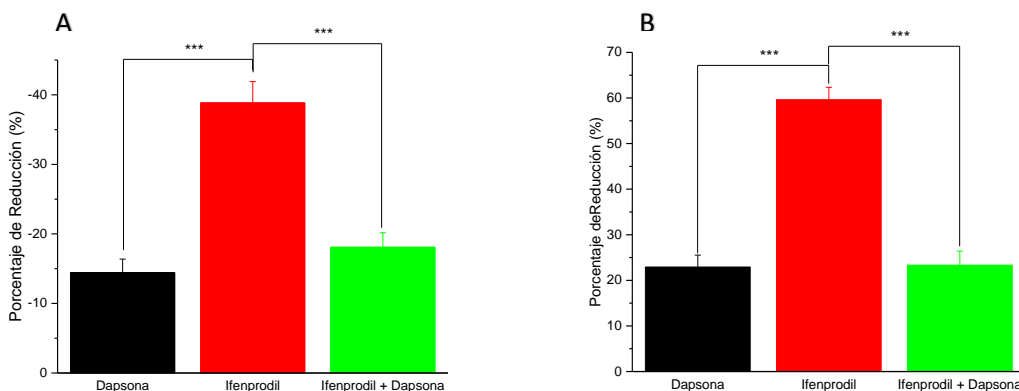 A
*** ***
Porcentaje de Reducción (%)
-40
-30
-20
-10
0
Dapsona Ifenprodil Ifenprodil + Dapsona
B
*** ***
Porcentaje deReducción (%)
70
60
50
40
30
20
10
0
Dapsona Ifenprodil Ifenprodil + Dapsona